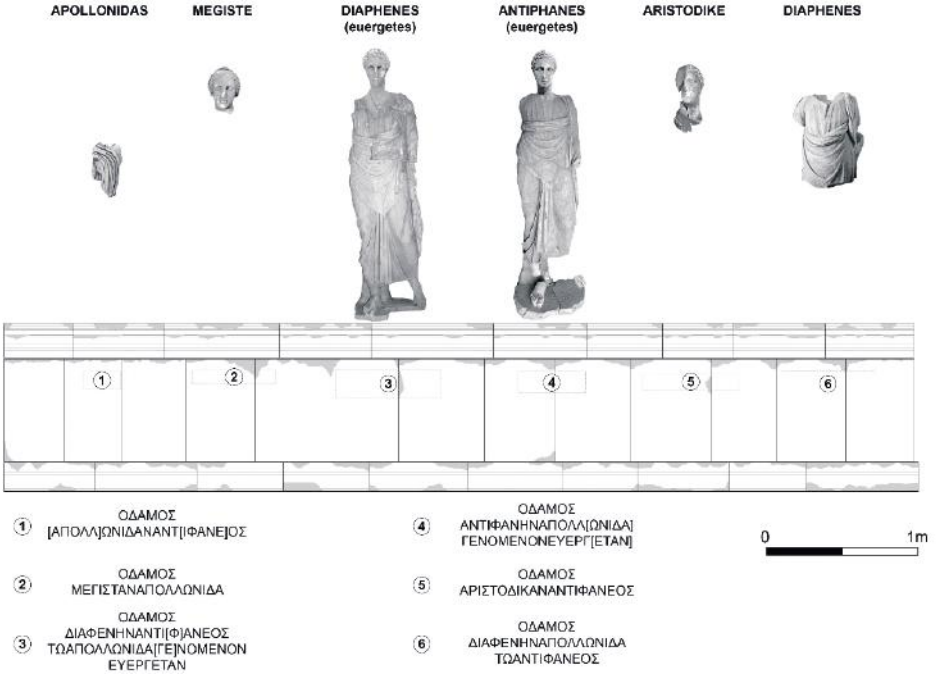 APOLLONIDAS
MEGISTE
DIAPHENES
(euergetes)
ANTIPHANES
(euergetes)
ARISTODIKE
DIAPHENES
1
2
3
4
5
6
1
ΟΔΑΜΟΣ
[ΑΠΟΛΛ]ΩΝΙΔΑΝΑΝΤ[ΙΦΑΝΕ]ΟΣ
2
ΟΔΑΜΟΣ
ΜΕΓΙΣΤΑΝΑΠΟΛΛΩΝΙΔΑ
3
ΟΔΑΜΟΣ
ΔΙΑΦΕΝΗΝΑΝΤΙ[Φ]ΑΝΕΟΣ
ΤΩΑΠΟΛΛΩΝΙΔΑ[ΓΕ]ΝΟΜΕΝΟΝ
ΕΥΕΡΓΕΤΑΝ
4
ΟΔΑΜΟΣ
ΑΝΤΙΦΑΝΗΝΑΠΟΛΛ[ΩΝΙΔΑ]
ΓΕΝΟΜΕΝΟΝΕΥΕΡΓ[ΕΤΑΝ]
5
ΟΔΑΜΟΣ
ΑΡΙΣΤΟΔΙΚΑΝΑΝΤΙΦΑΝΕΟΣ
6
ΟΔΑΜΟΣ
ΔΙΑΦΕΝΗΝΑΠΟΛΛΩΝΙΔΑ
ΤΩΑΝΤΙΦΑΝΕΟΣ
0 1m